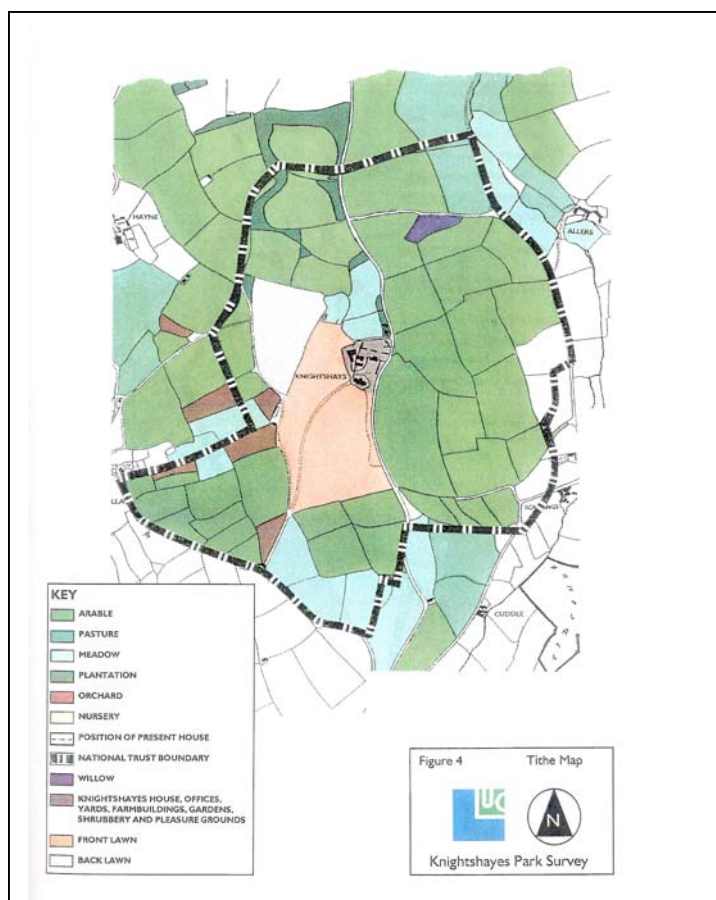 HAYNE
ALLERS
KNIGHTSHAYS
CUDDLE
KEY
ARABLE
PASTURE
MEADOW
PLANTATION
ORCHARD
NURSERY
POSITION OF PRESENT HOUSE
NATIONAL TRUST BOUNDARY
WILLOW
KNIGHTSHAYES HOUSE, OFFICES,
YARDS, FARMBUILDINGS, GARDENS,
SHRUBBERY AND PLEASURE GROUNDS
FRONT LAWN
BACK LAWN
Figure 4 Tithe Map
LUC
N
Knightshayes Park Survey